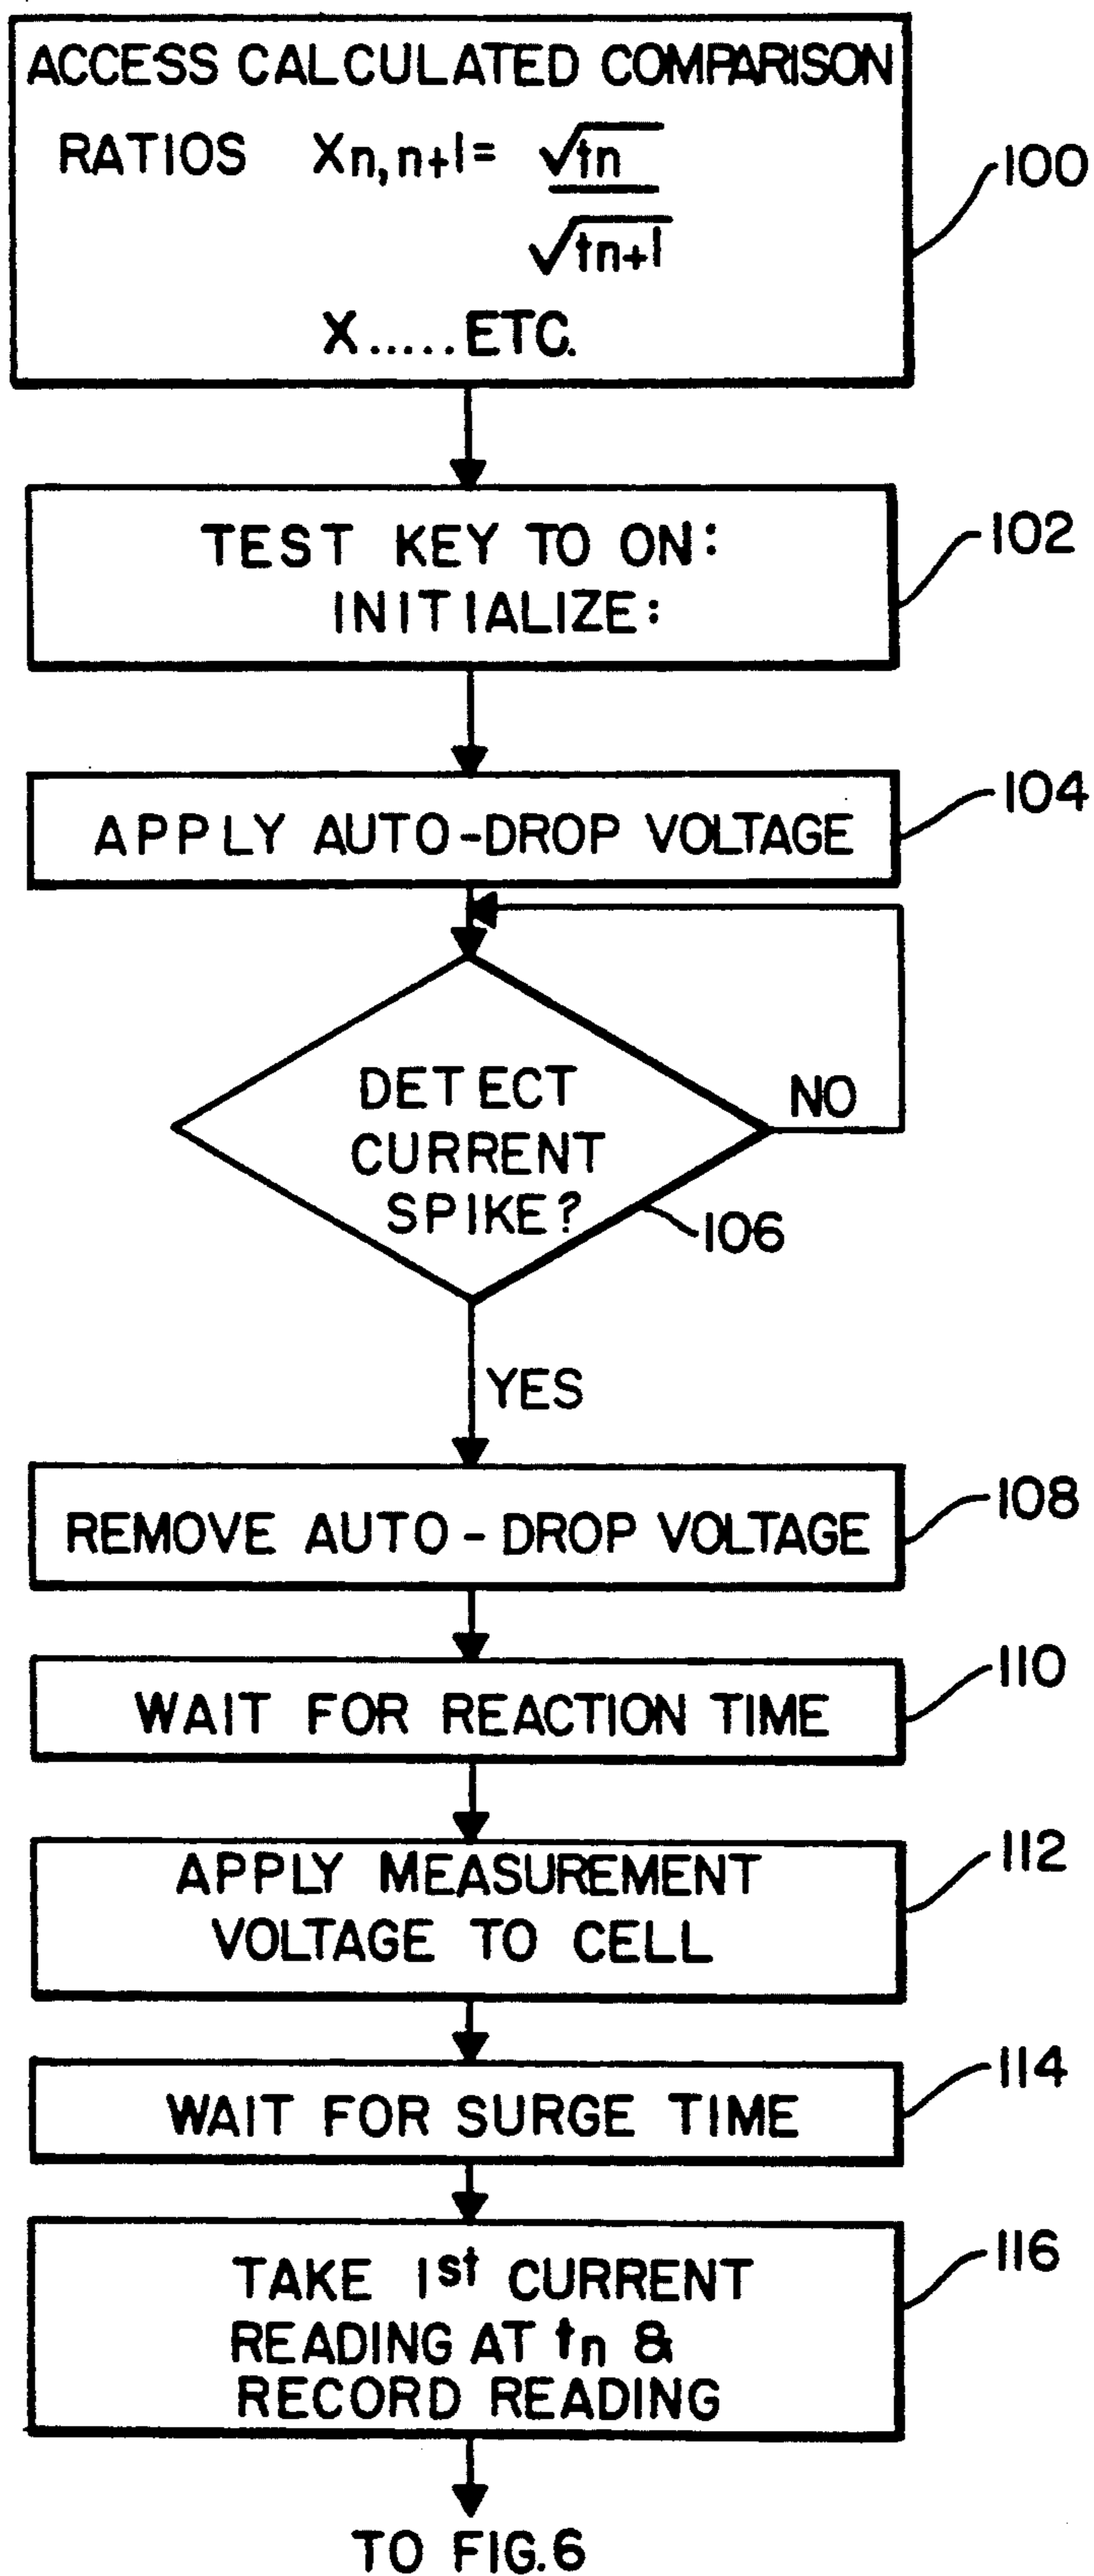 ACCESS CALCULATED COMPARISON
RATIOS Xn, n+1 = √tn
√tn+1
X.....ETC.
100
TEST KEY TO ON:
INITIALIZE:
102
APPLY AUTO-DROP VOLTAGE
104
DETECT
CURRENT
SPIKE?
NO
106
YES
REMOVE AUTO-DROP VOLTAGE
108
WAIT FOR REACTION TIME
110
APPLY MEASUREMENT
VOLTAGE TO CELL
112
WAIT FOR SURGE TIME
114
TAKE 1st CURRENT
READING AT tn &
RECORD READING
116
TO FIG.6